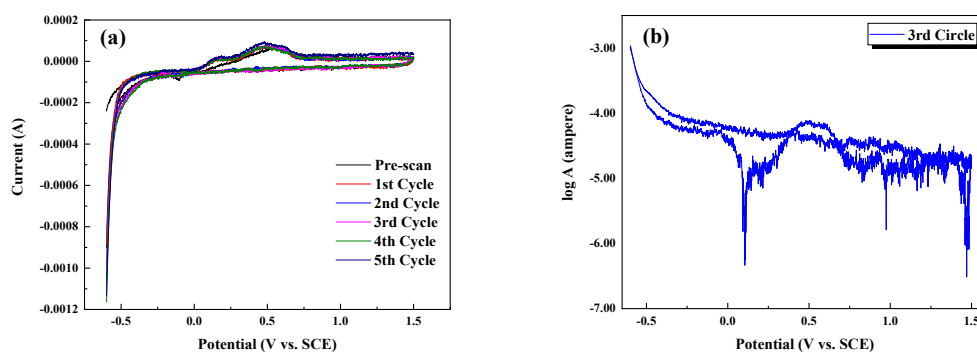 (a)
0.0002
0.0000
-0.0002
-0.0004
-0.0006
-0.0008
-0.0010
-0.0012
Current (A)
Pre-scan
1st Cycle
2nd Cycle
3rd Cycle
4th Cycle
5th Cycle
-0.5 0.0 0.5 1.0 1.5
Potential (V vs. SCE)
(b)
3rd Circle
-3.00
-4.00
-5.00
-6.00
-7.00
log A (ampere)
-0.5 0.0 0.5 1.0 1.5
Potential (V vs. SCE)